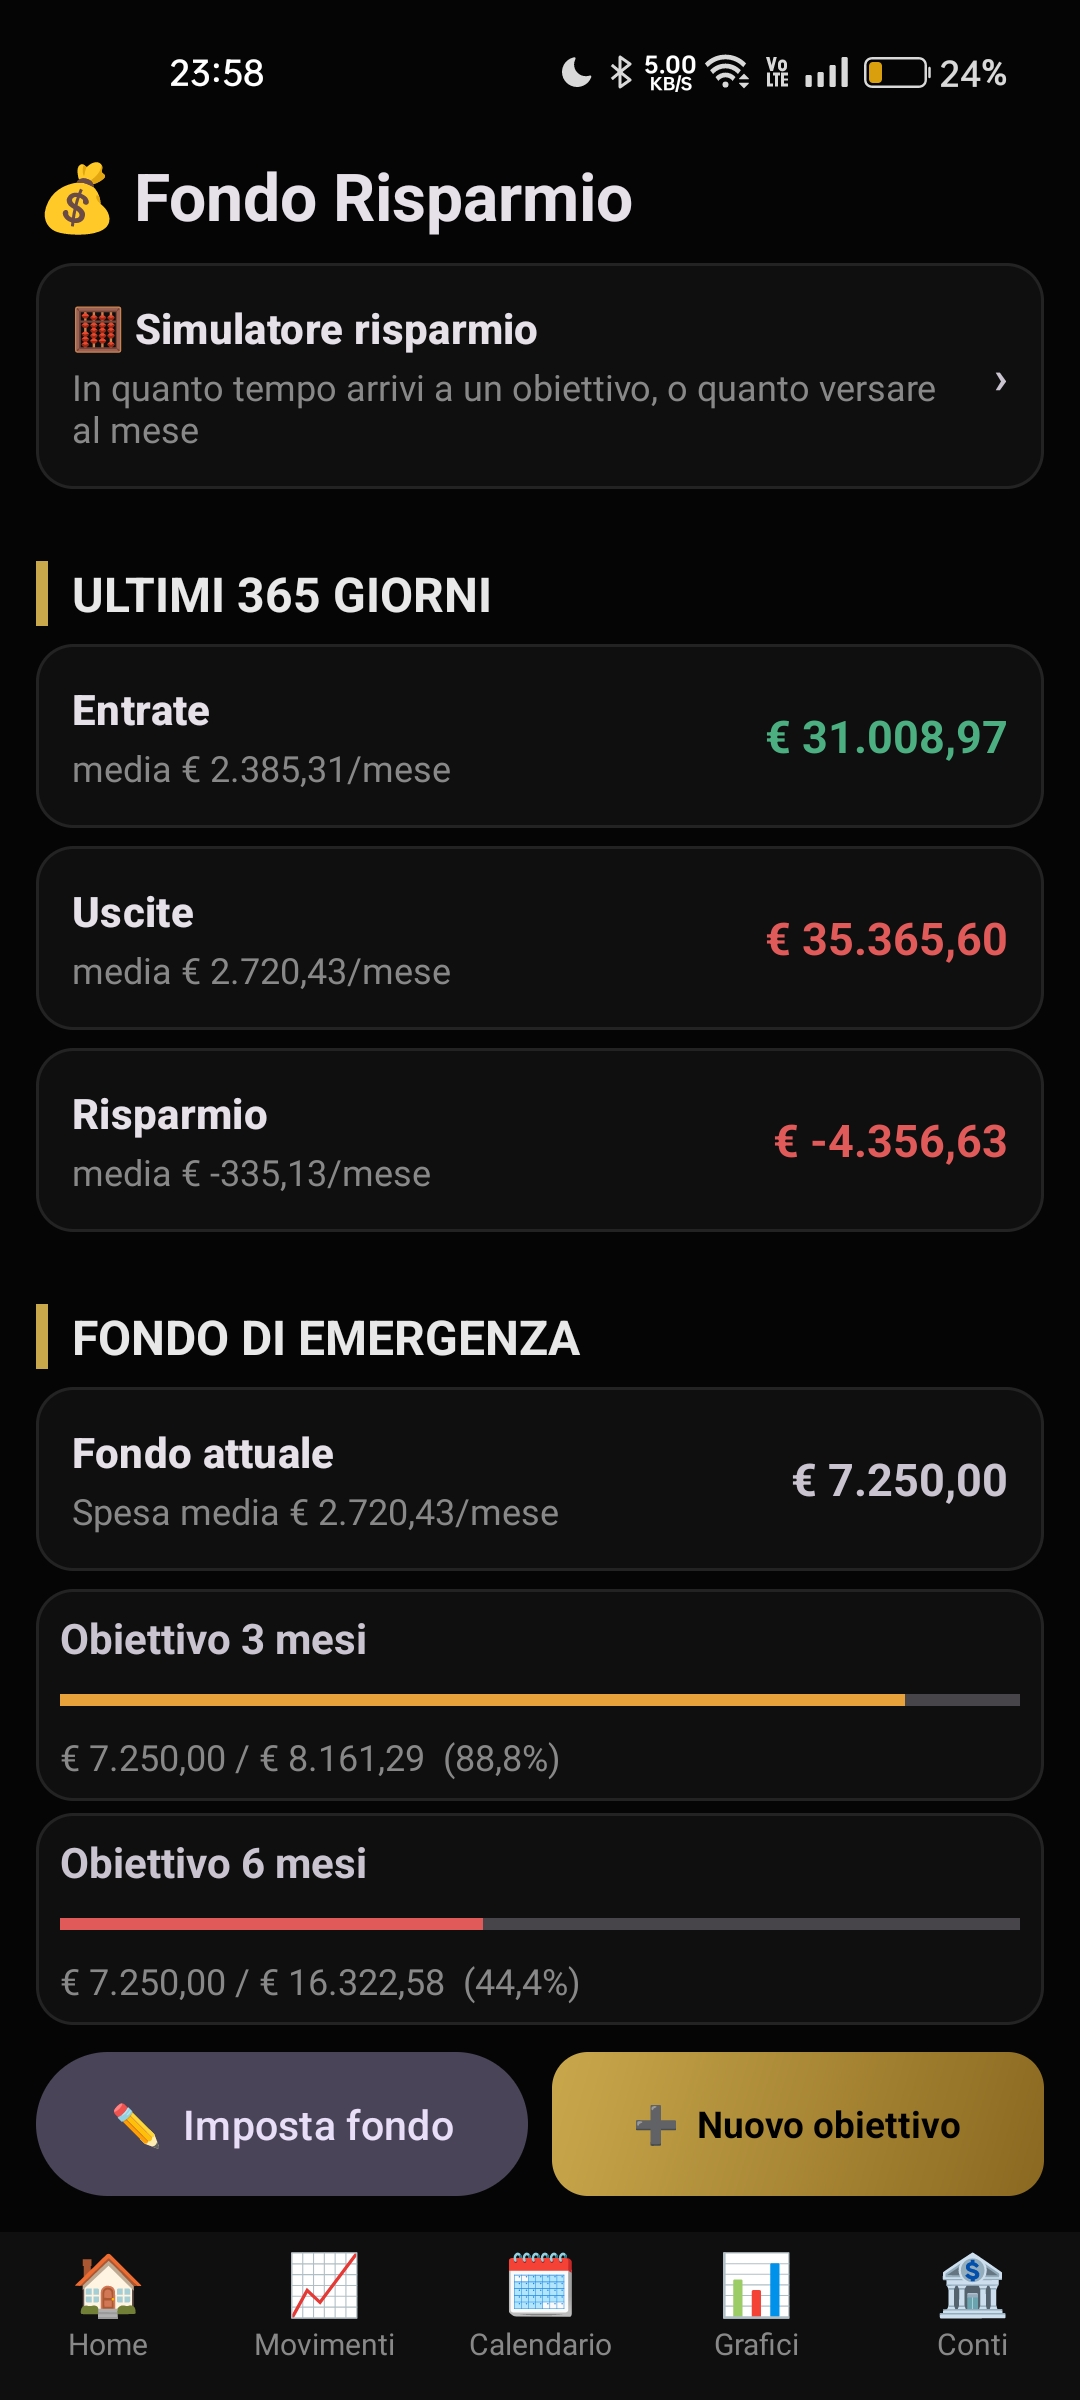 23:58
5.00 KB/S
Vo LTE
24%
Fondo Risparmio
Simulatore risparmio
In quanto tempo arrivi a un obiettivo, o quanto versare
al mese
ULTIMI 365 GIORNI
Entrate
media € 2.385,31/mese
€ 31.008,97
Uscite
media € 2.720,43/mese
€ 35.365,60
Risparmio
media € -335,13/mese
€ -4.356,63
FONDO DI EMERGENZA
Fondo attuale
Spesa media € 2.720,43/mese
€ 7.250,00
Obiettivo 3 mesi
€ 7.250,00 / € 8.161,29 (88,8%)
Obiettivo 6 mesi
€ 7.250,00 / € 16.322,58 (44,4%)
Imposta fondo
Nuovo obiettivo
Home
Movimenti
Calendario
Grafici
Conti